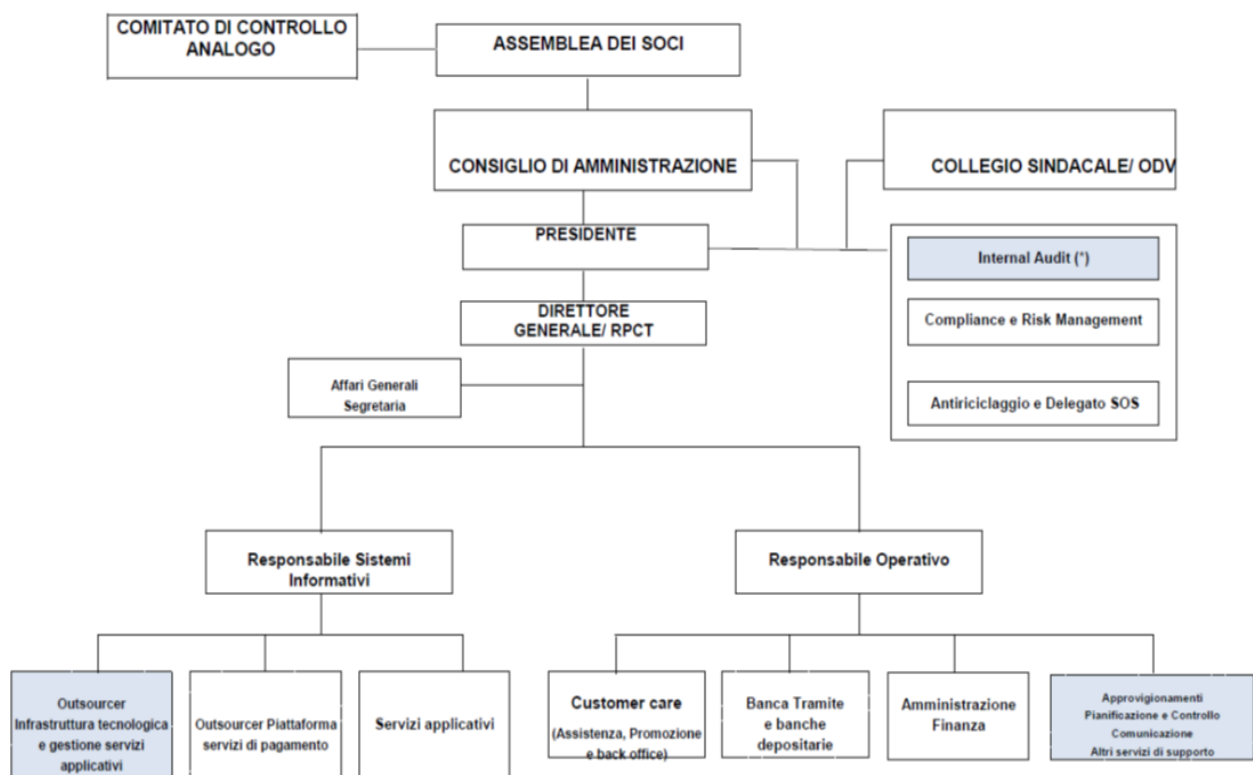 COMITATO DI CONTROLLO
ANALOGO
ASSEMBLEA DEI SOCI
CONSIGLIO DI AMMINISTRAZIONE
COLLEGIO SINDACALE/ ODV
PRESIDENTE
Internal Audit (*)
Compliance e Risk Management
Antiriciclaggio e Delegato SOS
DIRETTORE
GENERALE/ RPCT
Affari Generali
Segretaria
Responsabile Sistemi
Informativi
Responsabile Operativo
Outsourcer
Infrastruttura tecnologica
e gestione servizi
applicativi
Outsourcer Piattaforma
servizi di pagamento
Servizi applicativi
Customer care
(Assistenza, Promozione
e back office)
Banca Tramite
e banche
depositarie
Amministrazione
Finanza
Approvigionamenti
Pianificazione e Controllo
Comunicazione
Altri servizi di supporto